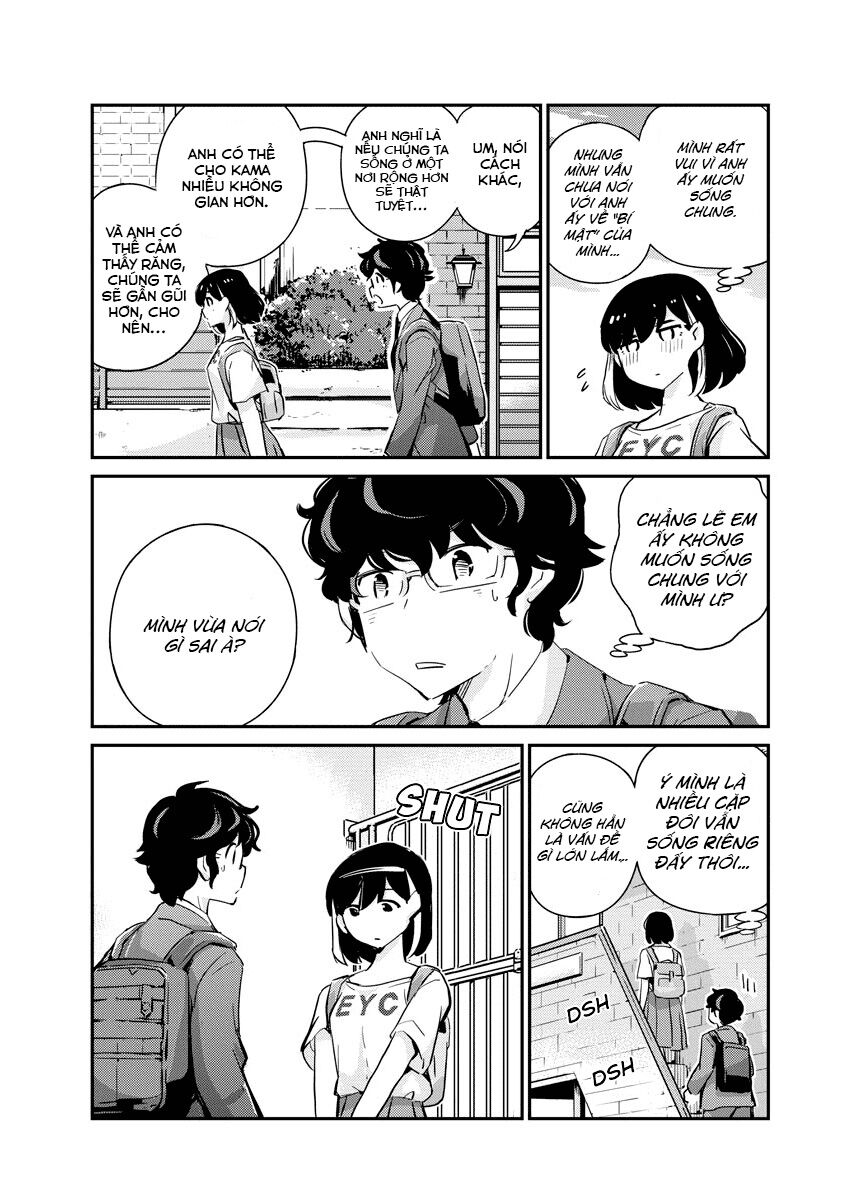 MÌNH RẤT
VUI VÌ ANH
ẤY MUỐN
SỐNG
CHUNG.
NHƯNG
MÌNH VẪN
CHƯA NÓI
VỚI ANH
ẤY VỀ "BÍ
MẬT" CỦA
MÌNH...
EYC
UM, NÓI
CÁCH
KHÁC,
ANH NGHĨ LÀ
NẾU CHÚNG TA
SỐNG Ở MỘT
NƠI RỘNG HƠN
SẼ THẬT
TUYỆT...
ANH CÓ THỂ
CHO KAMA
NHIỀU KHÔNG
GIAN HƠN.
VÀ ANH CÓ
THỂ CẢM
THẤY RẰNG,
CHÚNG TA
SẼ GẦN GŨI
HƠN, CHO
NÊN...
CHẲNG LẼ EM
ẤY KHÔNG
MUỐN SỐNG
CHUNG VỚI
MÌNH Ư?
MÌNH VỪA NÓI
GÌ SAI À?
Ý MÌNH LÀ
NHIỀU CẶP
ĐÔI VẪN
SỐNG RIÊNG
ĐẤY THÔI...
CŨNG
KHÔNG HẲN
LÀ VẤN ĐỀ
GÌ LỚN LẮM...
DSH
DSH
SHUT
EYC